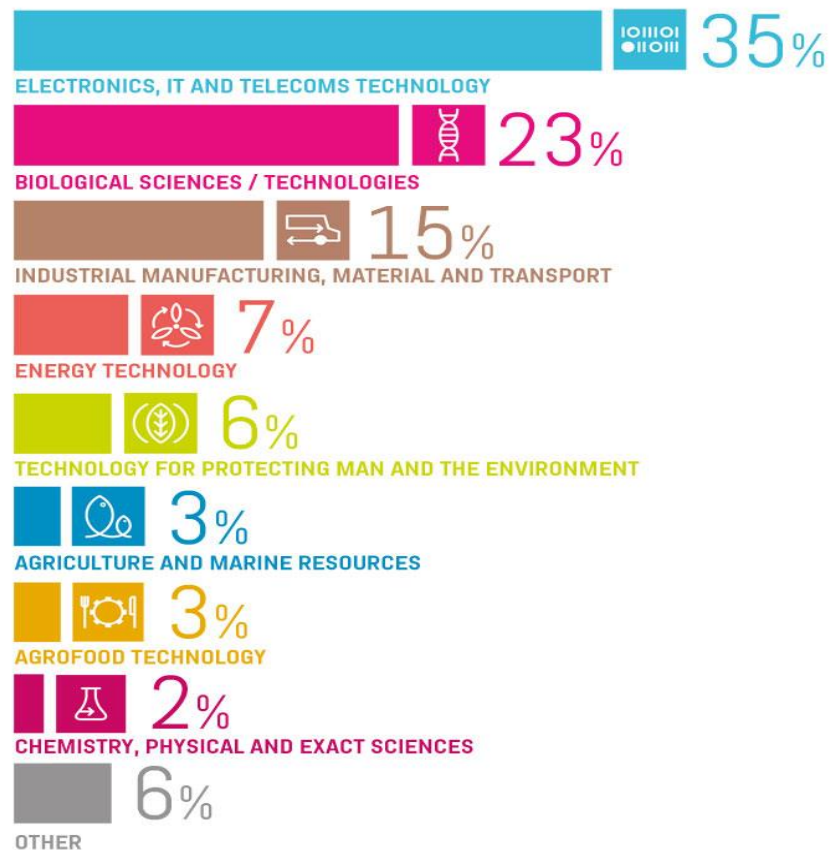 1011101
0110111
35%
ELECTRONICS, IT AND TELECOMS TECHNOLOGY
23%
BIOLOGICAL SCIENCES / TECHNOLOGIES
15%
INDUSTRIAL MANUFACTURING, MATERIAL AND TRANSPORT
7%
ENERGY TECHNOLOGY
6%
TECHNOLOGY FOR PROTECTING MAN AND THE ENVIRONMENT
3%
AGRICULTURE AND MARINE RESOURCES
3%
AGROFOOD TECHNOLOGY
2%
CHEMISTRY, PHYSICAL AND EXACT SCIENCES
6%
OTHER